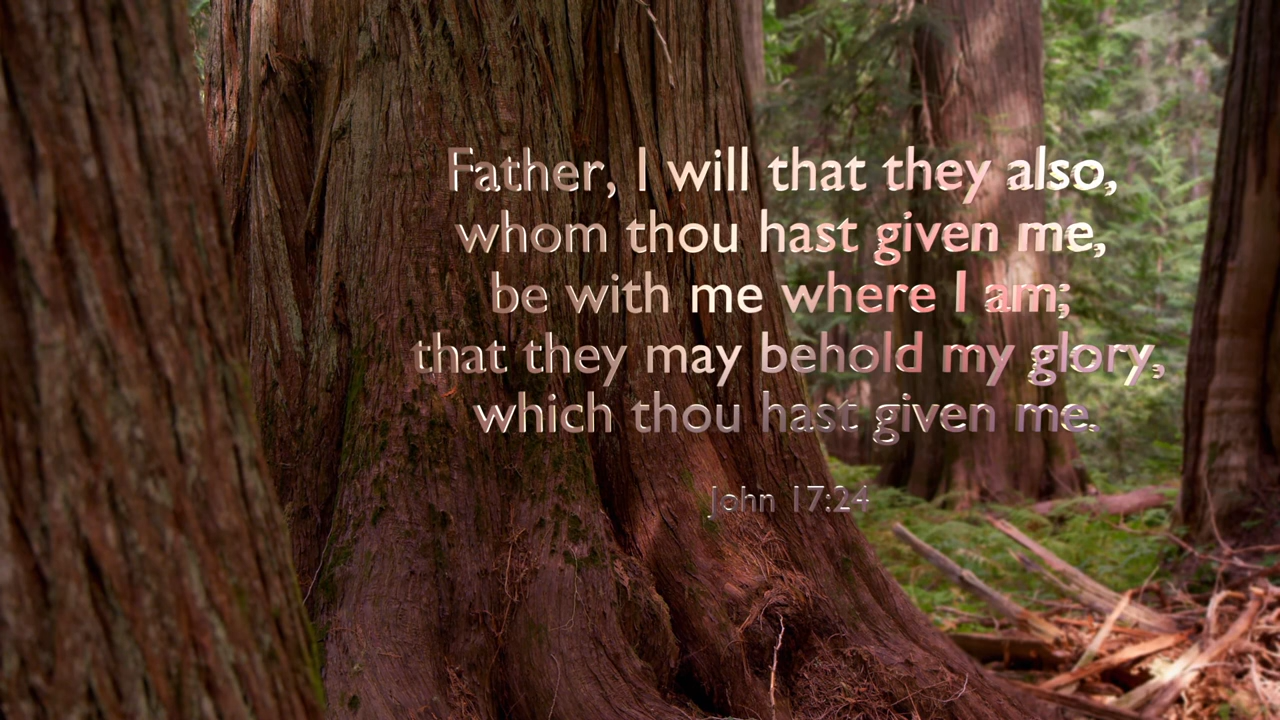 Father, I will that they also,
whom thou hast given me,
be with me where I am;
that they may behold my glory,
which thou hast given me.
John 17:24